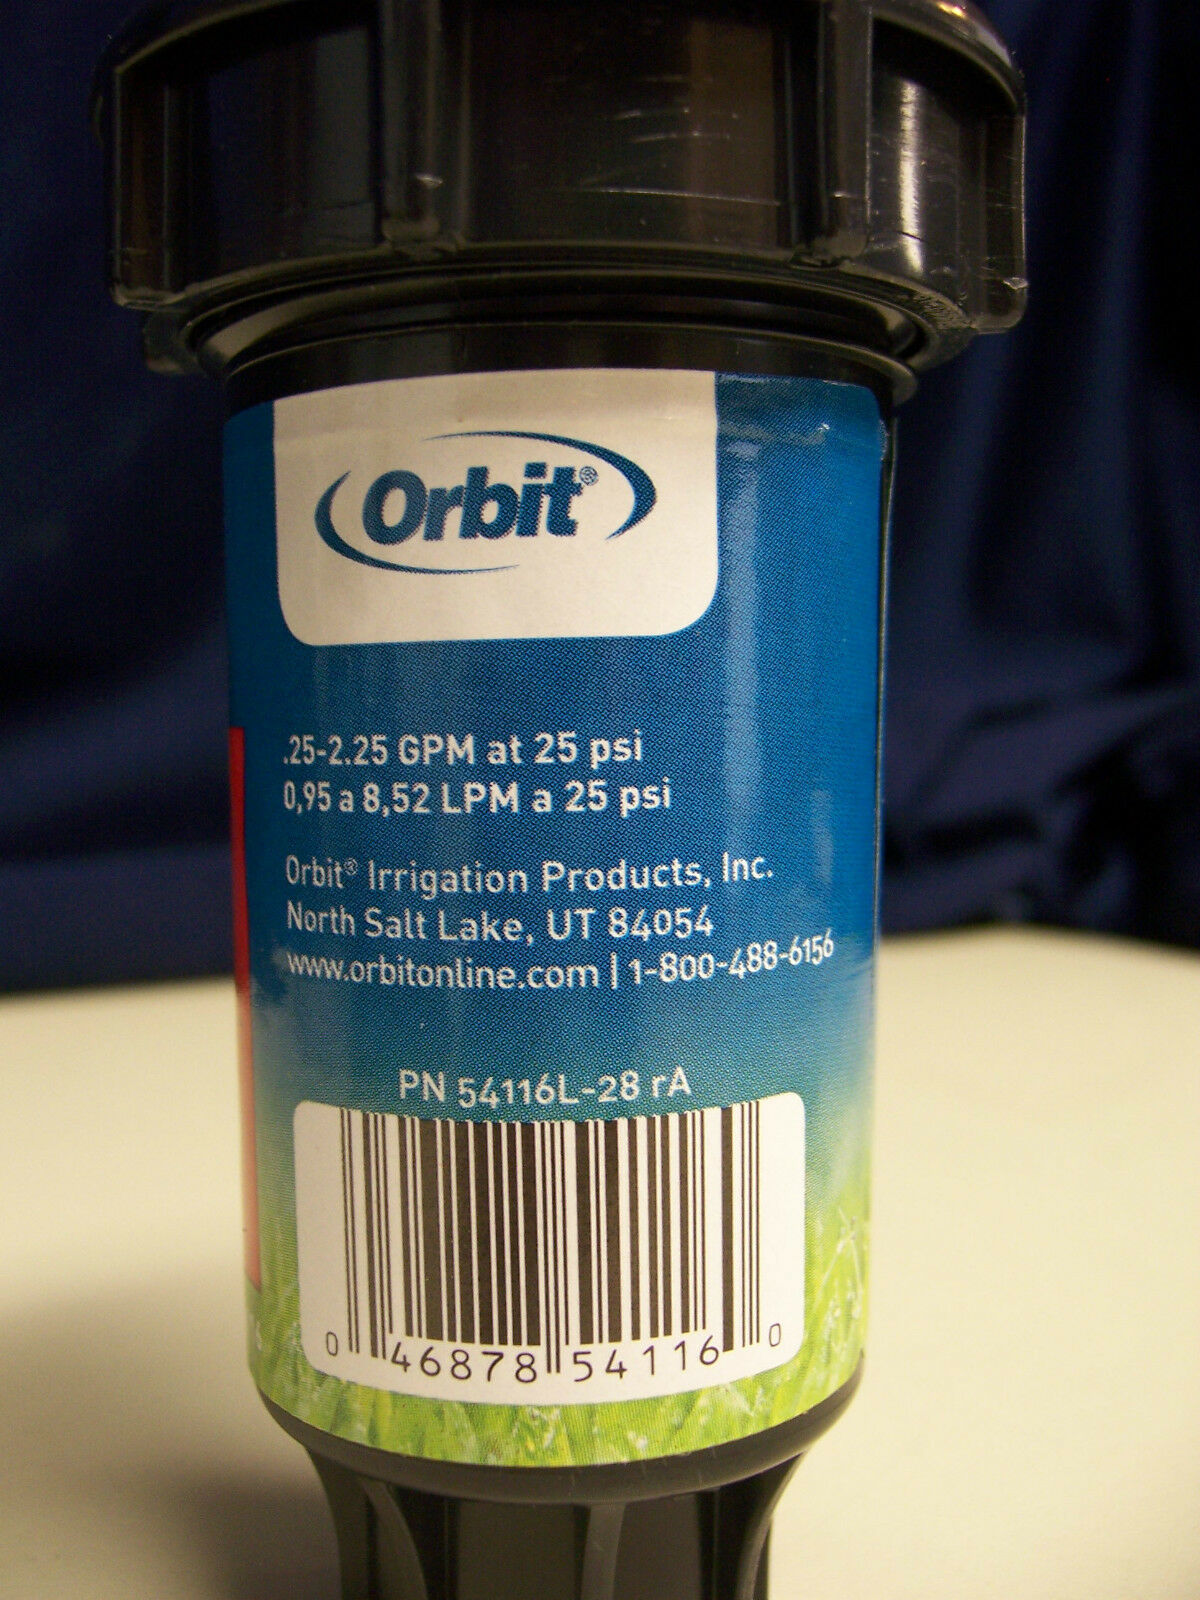 Orbit®
.25-2.25 GPM at 25 psi
0,95 a 8,52 LPM a 25 psi
Orbit® Irrigation Products, Inc.
North Salt Lake, UT 84054
www.orbitonline.com | 1-800-488-6156
PN 54116L-28 rA
0 46878 54116 0